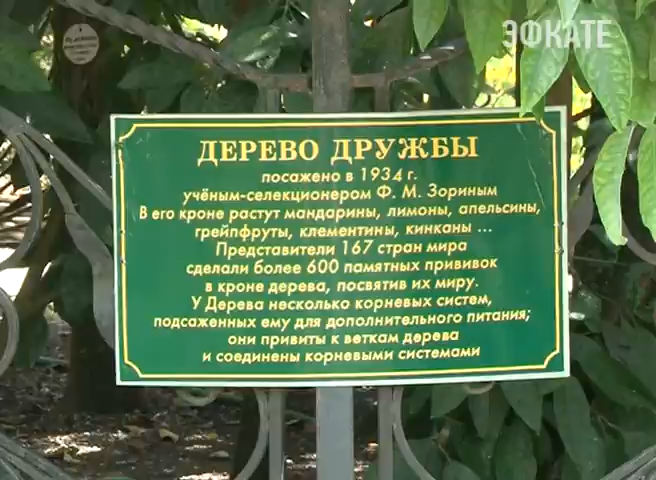 ЭФКАТЕ
ДЕРЕВО ДРУЖБЫ
посажено в 1934 г.
учёным-селекционером Ф. М. Зориным
В его кроне растут мандарины, лимоны, апельсины,
грейпфруты, клементины, кинканы ...
Представители 167 стран мира
сделали более 600 памятных прививок
в кроне дерева, посвятив их миру.
У Дерева несколько корневых систем,
подсаженных ему для дополнительного питания;
они привиты к веткам дерева
и соединены корневыми системами